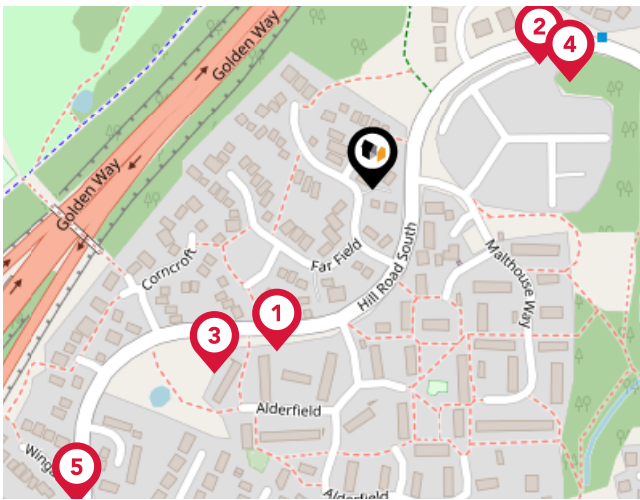 Golden Way
2
4
Golden Way
Corncroft
Far Field
Hill Road South
Malthouse Way
1
3
Alderfield
5
Alderfield